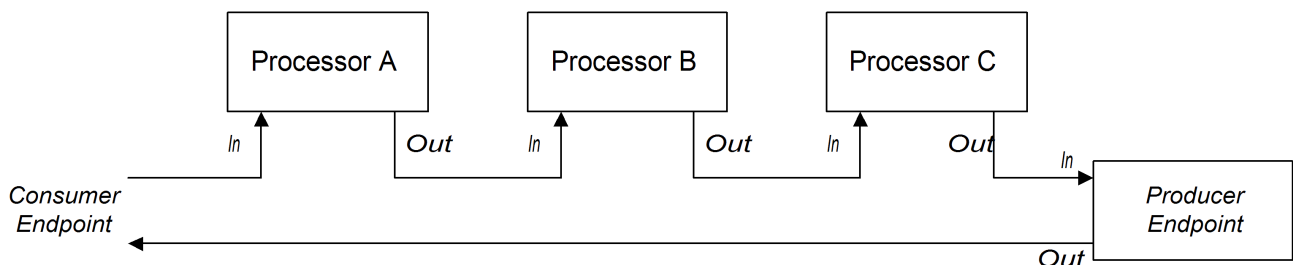 Processor A
Processor B
Processor C
In
Out
In
Out
In
Out
In
Consumer
Endpoint
Producer
Endpoint
Out